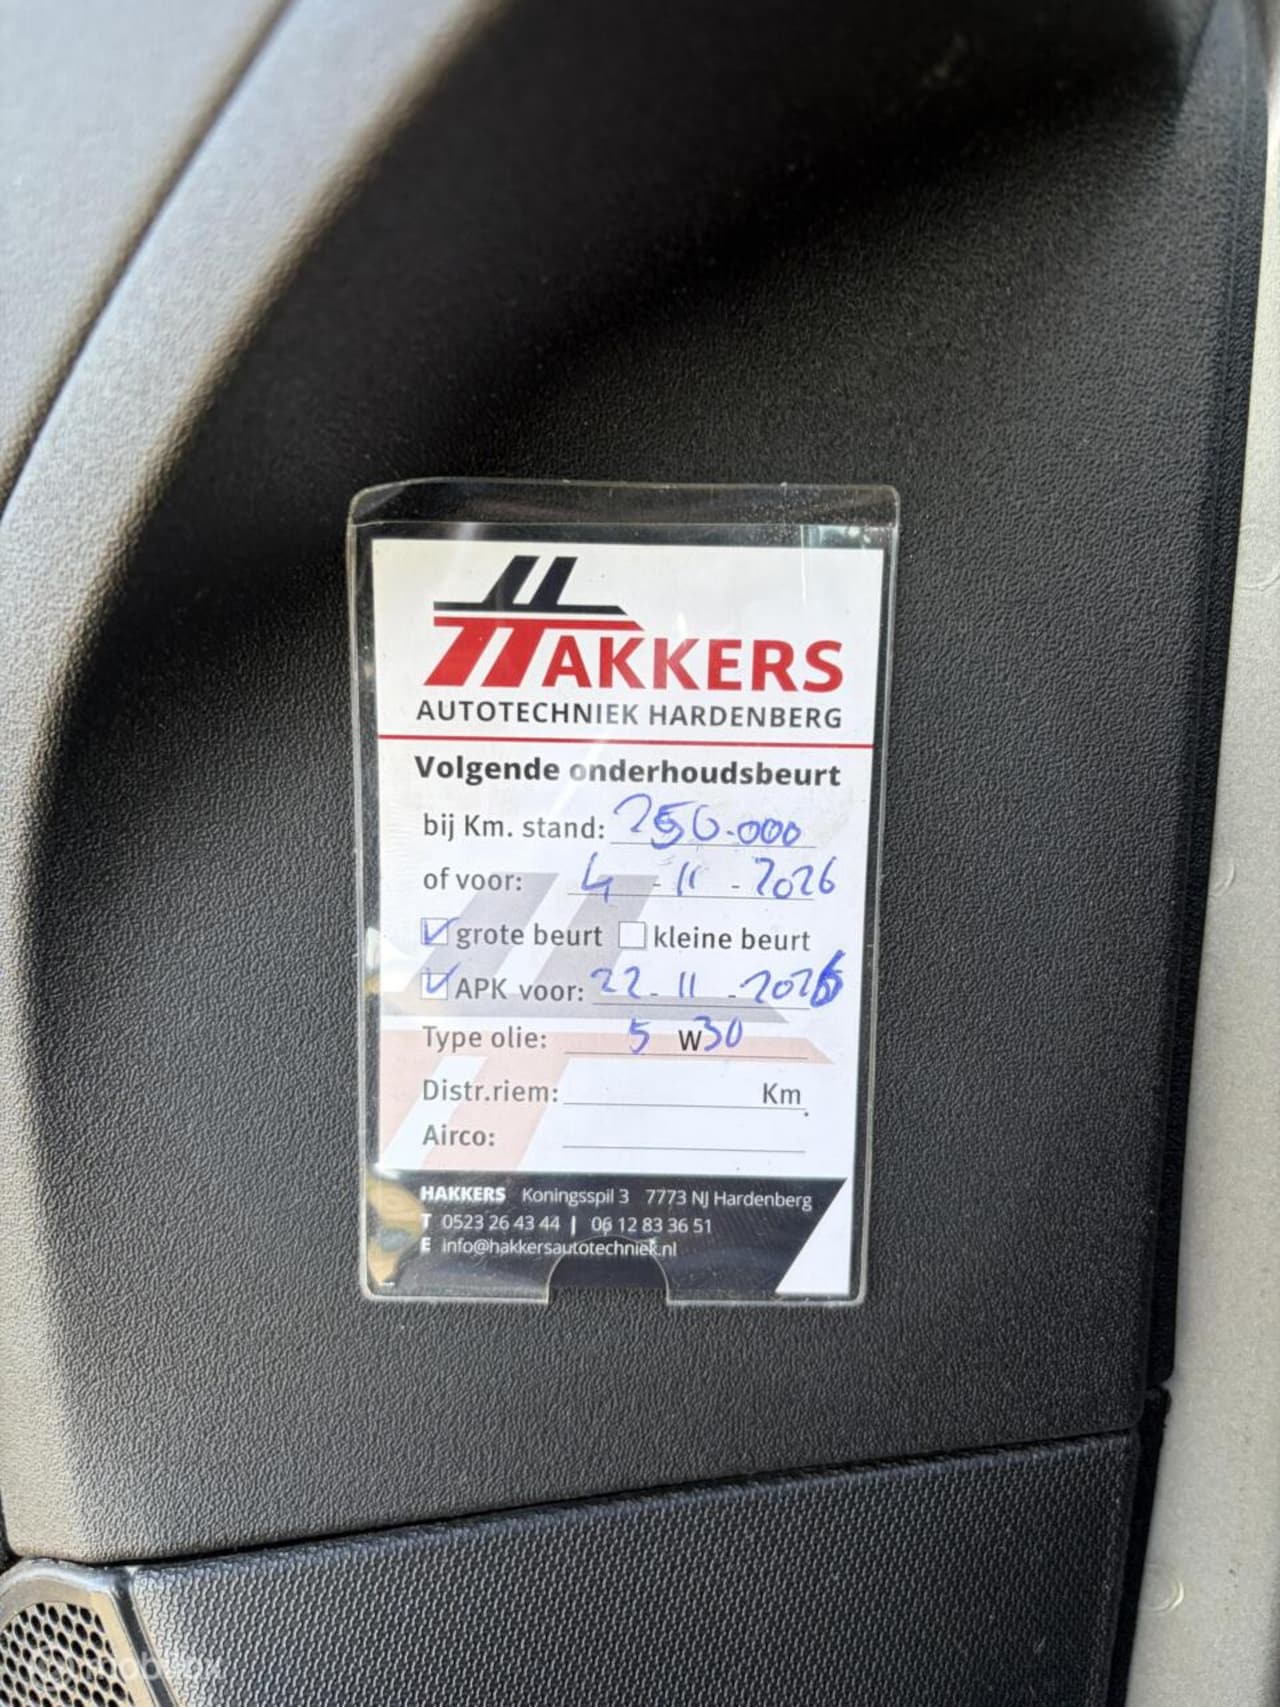 HAKKERS
AUTOTECHNIEK HARDENBERG
Volgende onderhoudsbeurt
bij Km. stand: 250.000
of voor: 4 - 11 - 2026
grote beurt kleine beurt
APK voor: 22 - 11 - 2026
Type olie: 5 W30
Distr.riem: Km
Airco:
HAKKERS Koningsspil 3 7773 NJ Hardenberg
T 0523 26 43 44 | 06 12 83 36 51
E info@hakkersautotechniek.nl